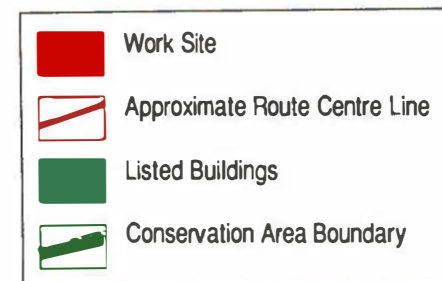 Work Site
Approximate Route Centre Line
Listed Buildings
Conservation Area Boundary